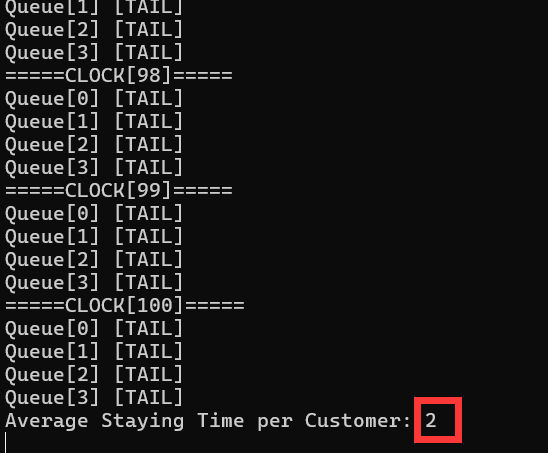 Queue[1] [TAIL]
Queue[2] [TAIL]
Queue[3] [TAIL]
=====CLOCK[98]=====
Queue[0] [TAIL]
Queue[1] [TAIL]
Queue[2] [TAIL]
Queue[3] [TAIL]
=====CLOCK[99]=====
Queue[0] [TAIL]
Queue[1] [TAIL]
Queue[2] [TAIL]
Queue[3] [TAIL]
=====CLOCK[100]=====
Queue[0] [TAIL]
Queue[1] [TAIL]
Queue[2] [TAIL]
Queue[3] [TAIL]
Average Staying Time per Customer: 2